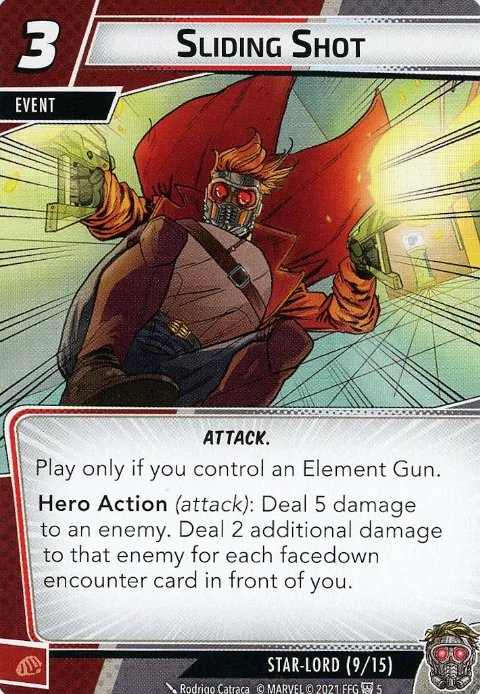 3
SLIDING SHOT
EVENT
ATTACK.
Play only if you control an Element Gun.
Hero Action (attack): Deal 5 damage
to an enemy. Deal 2 additional damage
to that enemy for each facedown
encounter card in front of you.
STAR-LORD (9/15)
Rodrigo Catraca © MARVEL © 2021 FFG 5